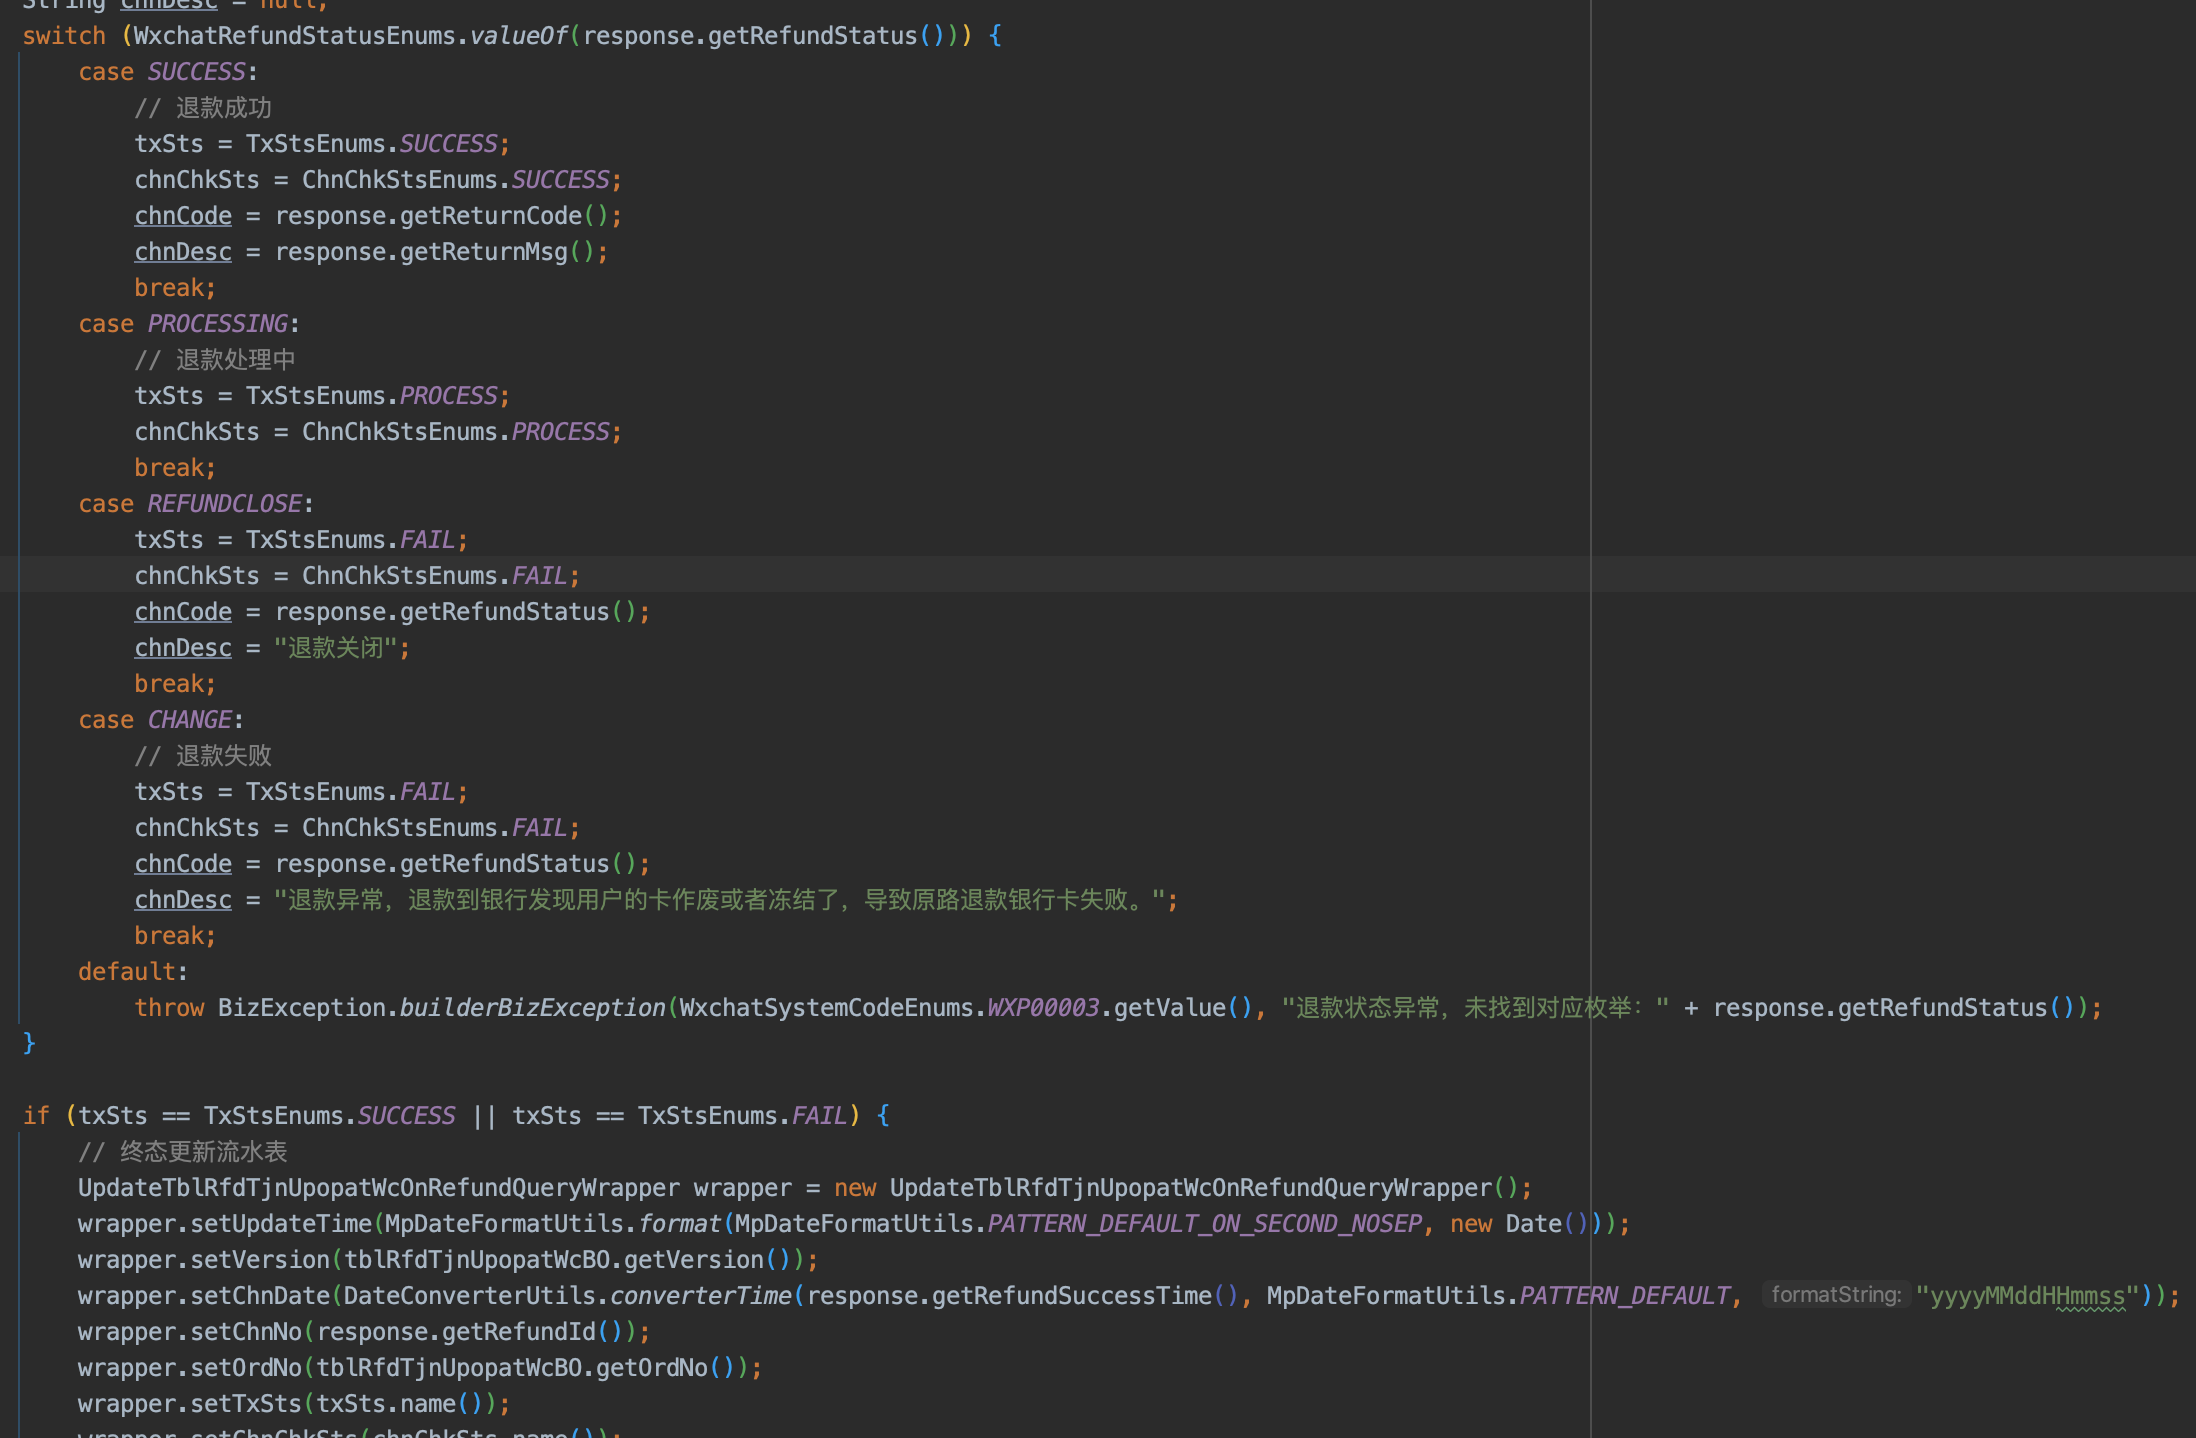 String chnDesc = null;
switch (WxchatRefundStatusEnums.valueOf(response.getRefundStatus())) {
    case SUCCESS:
        // 退款成功
        txSts = TxStsEnums.SUCCESS;
        chnChkSts = ChnChkStsEnums.SUCCESS;
        chnCode = response.getReturnCode();
        chnDesc = response.getReturnMsg();
        break;
    case PROCESSING:
        // 退款处理中
        txSts = TxStsEnums.PROCESS;
        chnChkSts = ChnChkStsEnums.PROCESS;
        break;
    case REFUNDCLOSE:
        txSts = TxStsEnums.FAIL;
        chnChkSts = ChnChkStsEnums.FAIL;
        chnCode = response.getRefundStatus();
        chnDesc = "退款关闭";
        break;
    case CHANGE:
        // 退款失败
        txSts = TxStsEnums.FAIL;
        chnChkSts = ChnChkStsEnums.FAIL;
        chnCode = response.getRefundStatus();
        chnDesc = "退款异常，退款到银行发现用户的卡作废或者冻结了，导致原路退款银行卡失败。";
        break;
    default:
        throw BizException.builderBizException(WxchatSystemCodeEnums.WXP00003.getValue(), "退款状态异常，未找到对应枚举：" + response.getRefundStatus());
}
if (txSts == TxStsEnums.SUCCESS || txSts == TxStsEnums.FAIL) {
    // 终态更新流水表
    UpdateTblRfdTjnUpopatWcOnRefundQueryWrapper wrapper = new UpdateTblRfdTjnUpopatWcOnRefundQueryWrapper();
    wrapper.setUpdateTime(MpDateFormatUtils.format(MpDateFormatUtils.PATTERN_DEFAULT_ON_SECOND_NOSEP, new Date()));
    wrapper.setVersion(tblRfdTjnUpopatWcBO.getVersion());
    wrapper.setChnDate(DateConverterUtils.converterTime(response.getRefundSuccessTime(), MpDateFormatUtils.PATTERN_DEFAULT, formatString: "yyyyMMddHHmmss"));
    wrapper.setChnNo(response.getRefundId());
    wrapper.setOrdNo(tblRfdTjnUpopatWcBO.getOrdNo());
    wrapper.setTxSts(txSts.name());
    wrapper.setChnChkSts(chnChkSts.name());